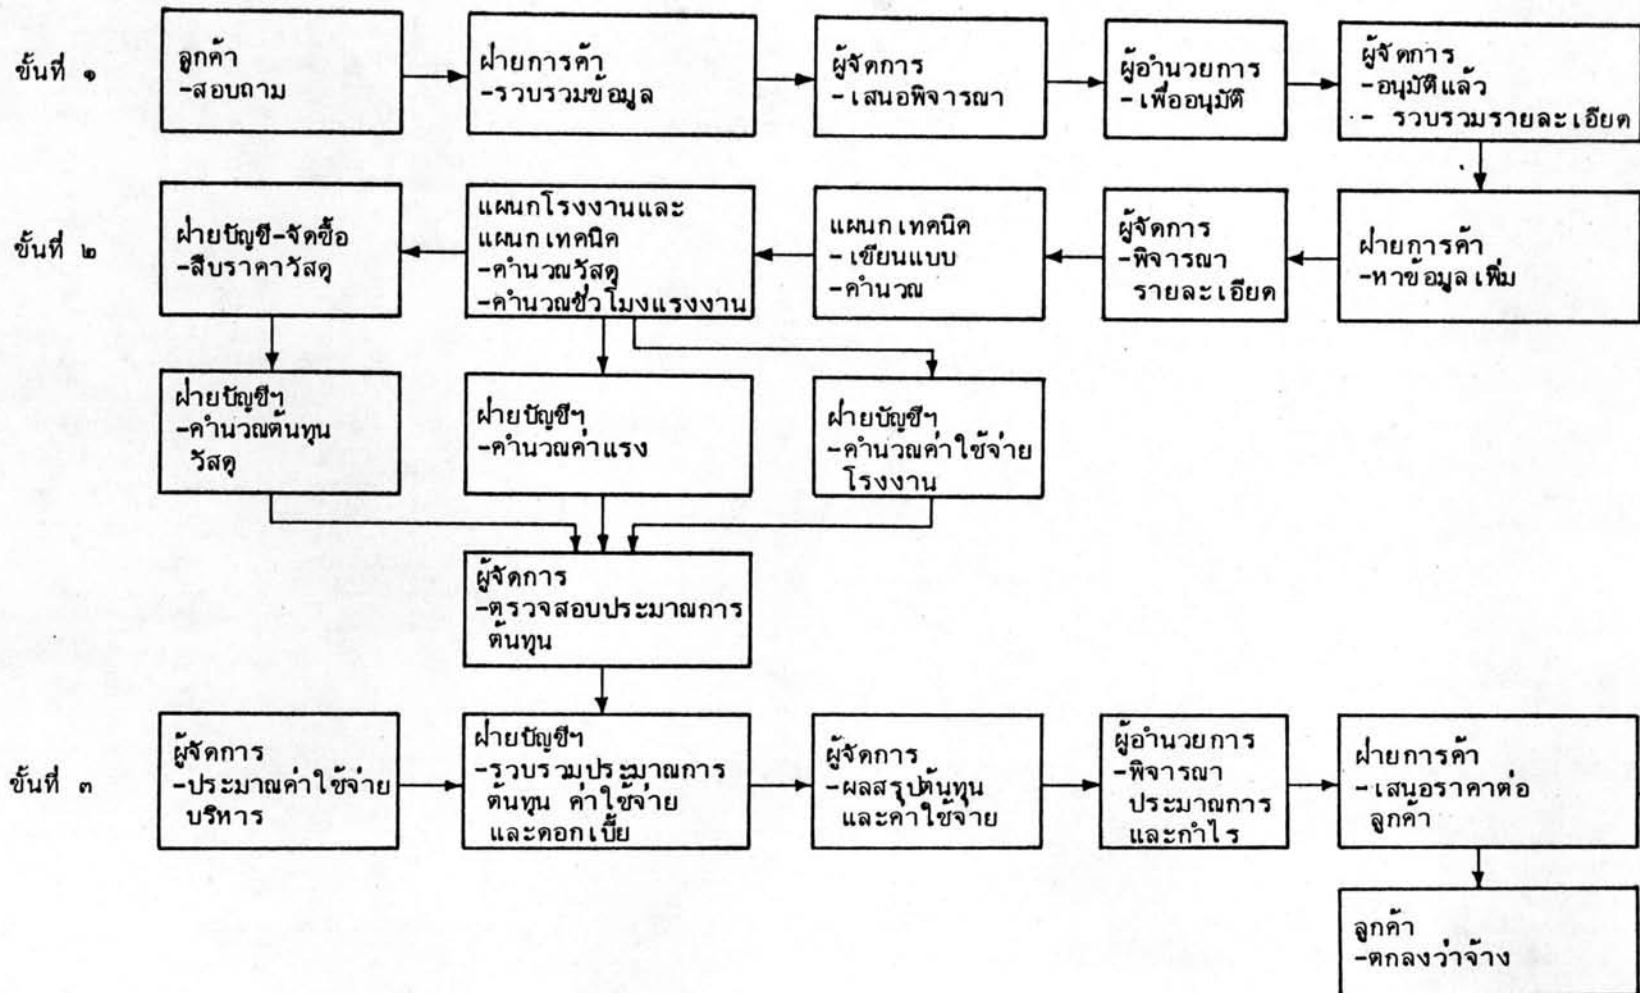 ขั้นที่ ๑
ลูกค้า
-สอบถาม
ฝ่ายการค้า
-รวบรวมข้อมูล
ผู้จัดการ
-เสนอพิจารณา
ผู้อำนวยการ
-เพื่ออนุมัติ
ผู้จัดการ
-อนุมัติแล้ว
- รวบรวมรายละเอียด
ขั้นที่ ๒
ฝ่ายบัญชี-จัดซื้อ
-สืบราคาวัสดุ
แผนกโรงงานและ
แผนกเทคนิค
-คำนวณวัสดุ
-คำนวณชั่วโมงแรงงาน
แผนกเทคนิค
-เขียนแบบ
-คำนวณ
ผู้จัดการ
-พิจารณา
รายละเอียด
ฝ่ายการค้า
-หาข้อมูลเพิ่ม
ฝ่ายบัญชีฯ
-คำนวณต้นทุน
วัสดุ
ฝ่ายบัญชีฯ
-คำนวณค่าแรง
ฝ่ายบัญชีฯ
-คำนวณค่าใช้จ่าย
โรงงาน
ผู้จัดการ
-ตรวจสอบประมาณการ
ต้นทุน
ขั้นที่ ๓
ผู้จัดการ
-ประมาณค่าใช้จ่าย
บริหาร
ฝ่ายบัญชีฯ
-รวบรวมประมาณการ
ต้นทุน ค่าใช้จ่าย
และดอกเบี้ย
ผู้จัดการ
-ผลสรุปต้นทุน
และค่าใช้จ่าย
ผู้อำนวยการ
-พิจารณา
ประมาณการ
และกำไร
ฝ่ายการค้า
-เสนอราคาต่อ
ลูกค้า
ลูกค้า
-ตกลงว่าจ้าง